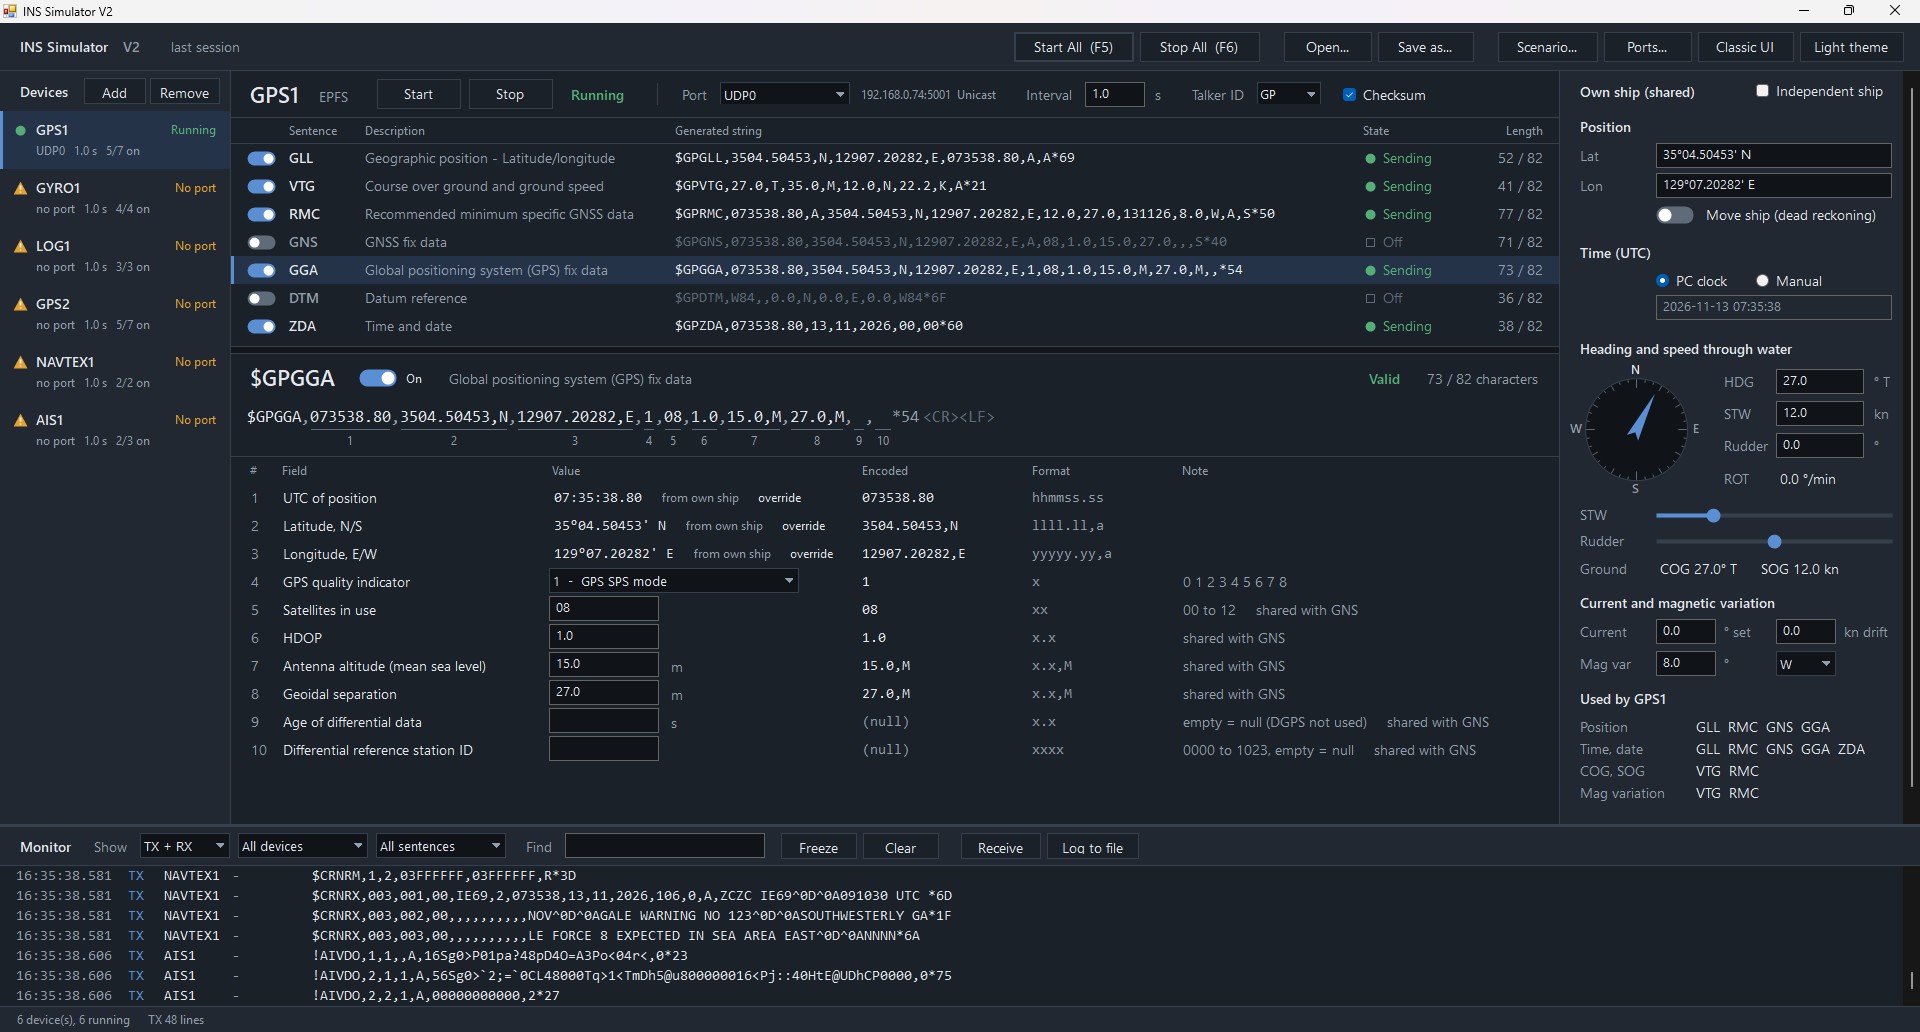 INS Simulator V2
INS Simulator V2 last session
Start All (F5) Stop All (F6) Open... Save as... Scenario... Ports... Classic UI Light theme
Devices Add Remove
GPS1 Running
UDP0 1.0 s 5/7 on
GYRO1 No port
no port 1.0 s 4/4 on
LOG1 No port
no port 1.0 s 3/3 on
GPS2 No port
no port 1.0 s 5/7 on
NAVTEX1 No port
no port 1.0 s 2/2 on
AIS1 No port
no port 1.0 s 2/3 on
GPS1 EPFS Start Stop Running Port UDP0 192.168.0.74:5001 Unicast Interval 1.0 s Talker ID GP Checksum
Sentence Description Generated string State Length
GLL Geographic position - Latitude/longitude $GPGLL,3504.50453,N,12907.20282,E,073538.80,A,A*69 Sending 52 / 82
VTG Course over ground and ground speed $GPVTG,27.0,T,35.0,M,12.0,N,22.2,K,A*21 Sending 41 / 82
RMC Recommended minimum specific GNSS data $GPRMC,073538.80,A,3504.50453,N,12907.20282,E,12.0,27.0,131126,8.0,W,A,S*50 Sending 77 / 82
GNS GNSS fix data $GPGNS,073538.80,3504.50453,N,12907.20282,E,A,08,1.0,15.0,27.0,,,S*40 Off 71 / 82
GGA Global positioning system (GPS) fix data $GPGGA,073538.80,3504.50453,N,12907.20282,E,1,08,1.0,15.0,M,27.0,M,,*54 Sending 73 / 82
DTM Datum reference $GPDTM,W84,,0.0,N,0.0,E,0.0,W84*6F Off 36 / 82
ZDA Time and date $GPZDA,073538.80,13,11,2026,00,00*60 Sending 38 / 82
$GPGGA On Global positioning system (GPS) fix data Valid 73 / 82 characters
$GPGGA,073538.80,3504.50453,N,12907.20282,E,1,08,1.0,15.0,M,27.0,M, , *54 <CR><LF>
1 2 3 4 5 6 7 8 9 10
# Field Value Encoded Format Note
1 UTC of position 07:35:38.80 from own ship override 073538.80 hhmmss.ss
2 Latitude, N/S 35°04.50453' N from own ship override 3504.50453,N llll.ll,a
3 Longitude, E/W 129°07.20282' E from own ship override 12907.20282,E yyyyy.yy,a
4 GPS quality indicator 1 - GPS SPS mode 1 x 0 1 2 3 4 5 6 7 8
5 Satellites in use 08 08 xx 00 to 12 shared with GNS
6 HDOP 1.0 1.0 x.x shared with GNS
7 Antenna altitude (mean sea level) 15.0 m 15.0,M x.x,M shared with GNS
8 Geoidal separation 27.0 m 27.0,M x.x,M shared with GNS
9 Age of differential data s (null) x.x empty = null (DGPS not used) shared with GNS
10 Differential reference station ID (null) xxxx 0000 to 1023, empty = null shared with GNS
Own ship (shared) Independent ship
Position
Lat 35°04.50453' N
Lon 129°07.20282' E
Move ship (dead reckoning)
Time (UTC)
PC clock Manual
2026-11-13 07:35:38
Heading and speed through water
N
W E
S
HDG 27.0 ° T
STW 12.0 kn
Rudder 0.0 °
ROT 0.0 °/min
STW
Rudder
Ground COG 27.0° T SOG 12.0 kn
Current and magnetic variation
Current 0.0 ° set 0.0 kn drift
Mag var 8.0 ° W
Used by GPS1
Position GLL RMC GNS GGA
Time, date GLL RMC GNS GGA ZDA
COG, SOG VTG RMC
Mag variation VTG RMC
Monitor Show TX + RX All devices All sentences Find Freeze Clear Receive Log to file
16:35:38.581 TX NAVTEX1 - $CRNRM,1,2,03FFFFFF,03FFFFFF,R*3D
16:35:38.581 TX NAVTEX1 - $CRNRX,003,001,00,IE69,2,073538,13,11,2026,106,0,A,ZCZC IE69^0D^0A091030 UTC *6D
16:35:38.581 TX NAVTEX1 - $CRNRX,003,002,00,,,,,,,,,,NOV^0D^0AGALE WARNING NO 123^0D^0ASOUTHWESTERLY GA*1F
16:35:38.581 TX NAVTEX1 - $CRNRX,003,003,00,,,,,,,,,,LE FORCE 8 EXPECTED IN SEA AREA EAST^0D^0ANNNN*6A
16:35:38.606 TX AIS1 - !AIVDO,1,1,,A,16Sg0>P01pa?48pD4O=A3Po<04r<,0*23
16:35:38.606 TX AIS1 - !AIVDO,2,1,1,A,56Sg0>`2;=`0CL48000Tq>1<TmDh5@u800000016<Pj::40HtE@UDhCP0000,0*75
16:35:38.606 TX AIS1 - !AIVDO,2,2,1,A,00000000000,2*27
6 device(s), 6 running TX 48 lines